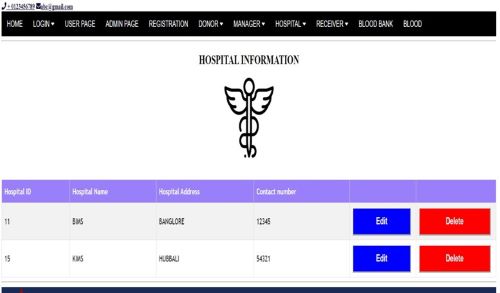 + 0123456789 abc@gmail.com
HOME LOGIN USER PAGE ADMIN PAGE REGISTRATION DONOR MANAGER HOSPITAL RECEIVER BLOOD BANK BLOOD
HOSPITAL INFORMATION
Hospital ID Hospital Name Hospital Address Contact number
11 BIMS BANGLORE 12345 Edit Delete
15 KIMS HUBBALI 54321 Edit Delete